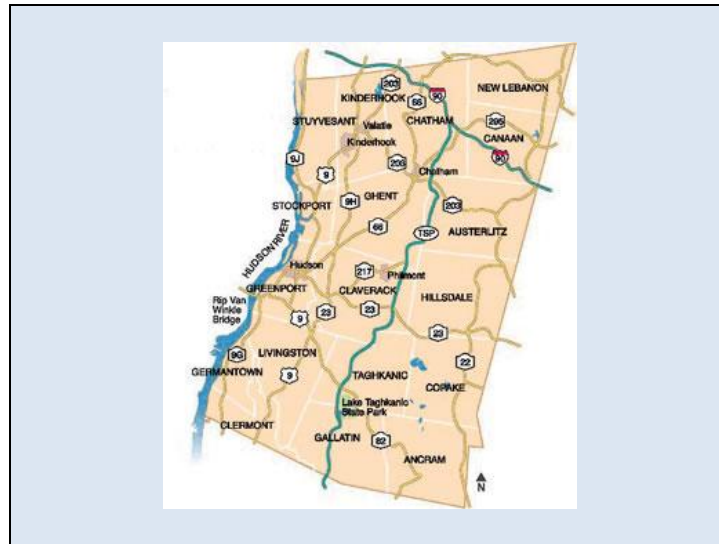 203
90
NEW LEBANON
KINDERHOOK
66
STUYVESANT
CHATHAM
295
Valatie
CANAAN
Kinderhook
9J
90
203
Chatham
9
9H
GHENT
203
STOCKPORT
66
TSP
AUSTERLITZ
HUDSON RIVER
Hudson
217
Philmont
GREENPORT
CLAVERACK
HILLSDALE
Rip Van
Winkle
Bridge
9
23
23
23
9G
LIVINGSTON
22
GERMANTOWN
9
TAGHKANIC
COPAKE
Lake Taghkanic
State Park
CLERMONT
GALLATIN
82
ANCRAM
N